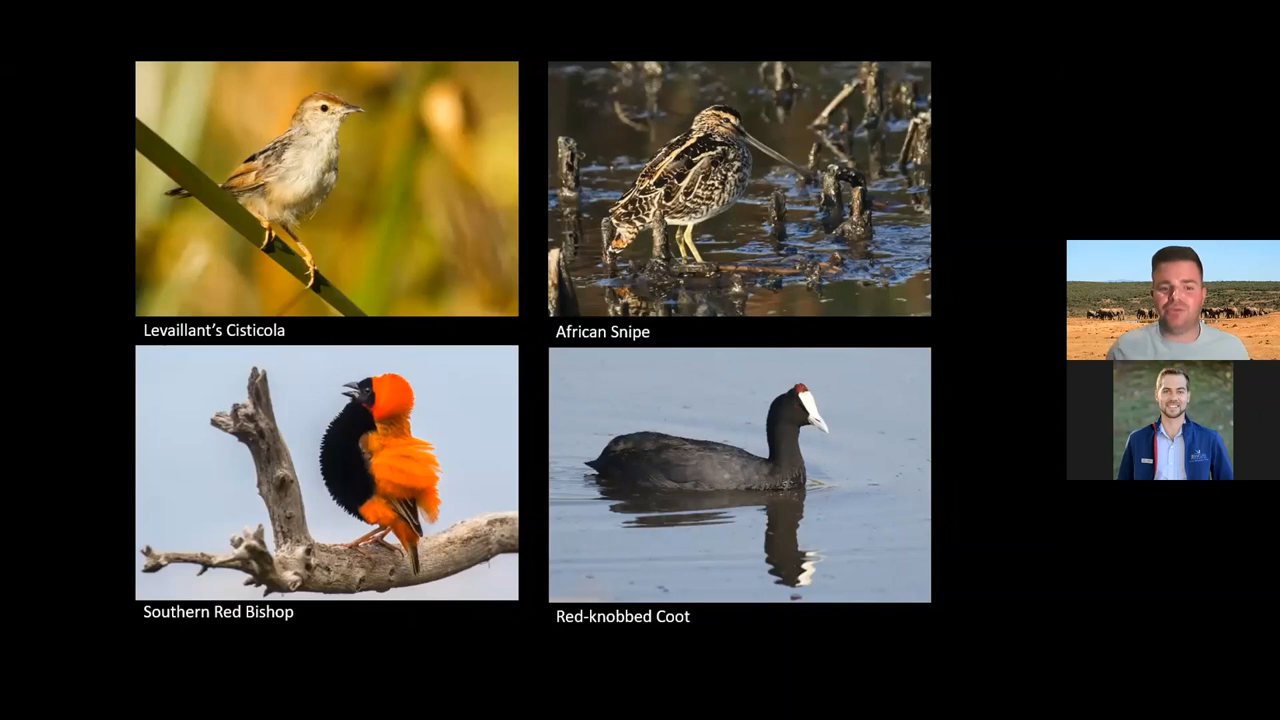 Levaillant's Cisticola
African Snipe
Southern Red Bishop
Red-knobbed Coot